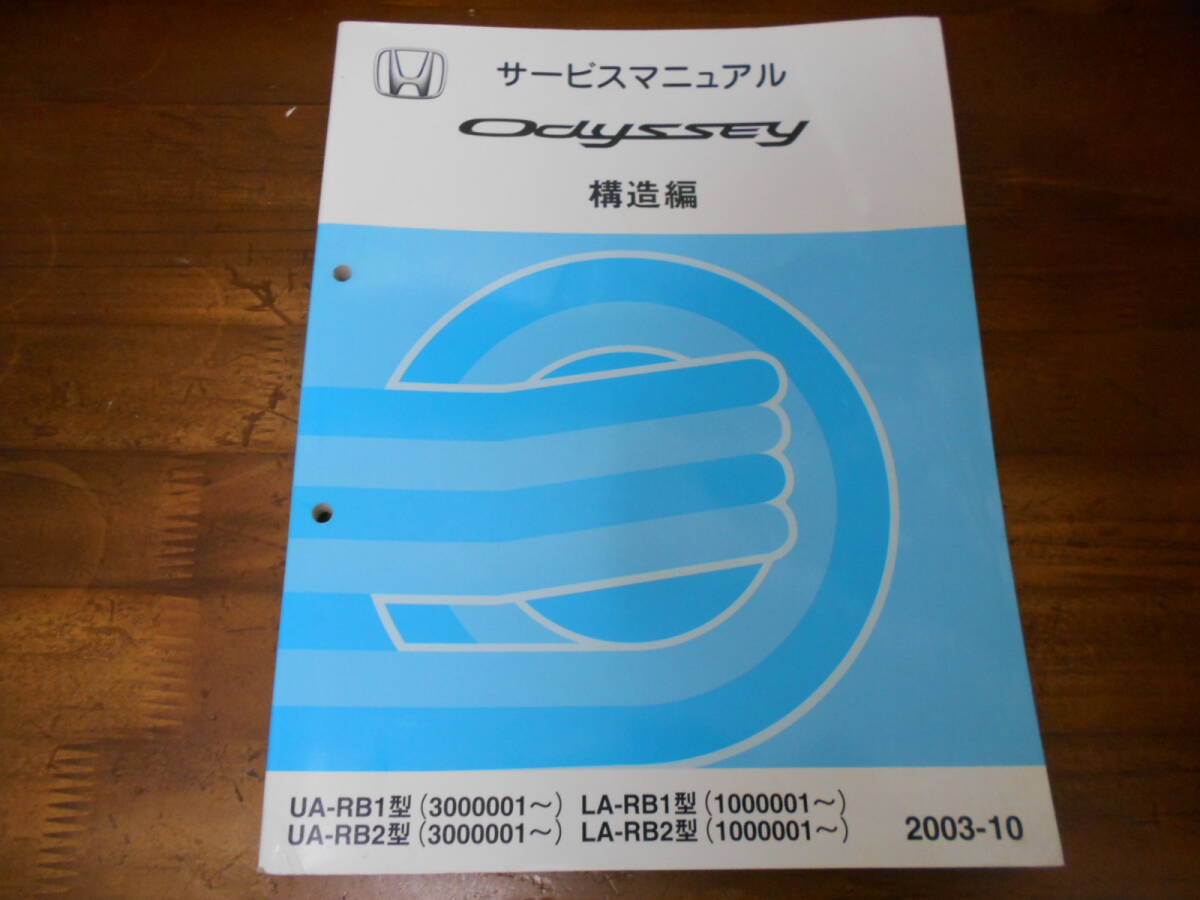 サービスマニュアル
Odyssey
構造編
UA-RB1型(3000001〜) LA-RB1型(1000001〜)
UA-RB2型(3000001〜) LA-RB2型(1000001〜)
2003-10